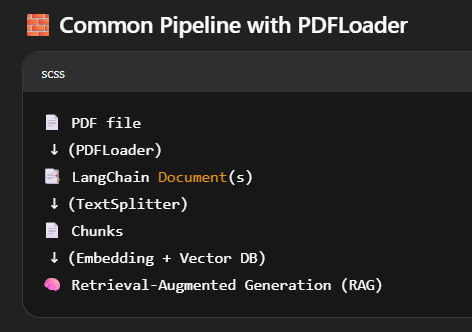 🧱 Common Pipeline with PDFLoader
scss
📄 PDF file
↓ (PDFLoader)
📑 LangChain Document(s)
↓ (TextSplitter)
📄 Chunks
↓ (Embedding + Vector DB)
🧠 Retrieval-Augmented Generation (RAG)